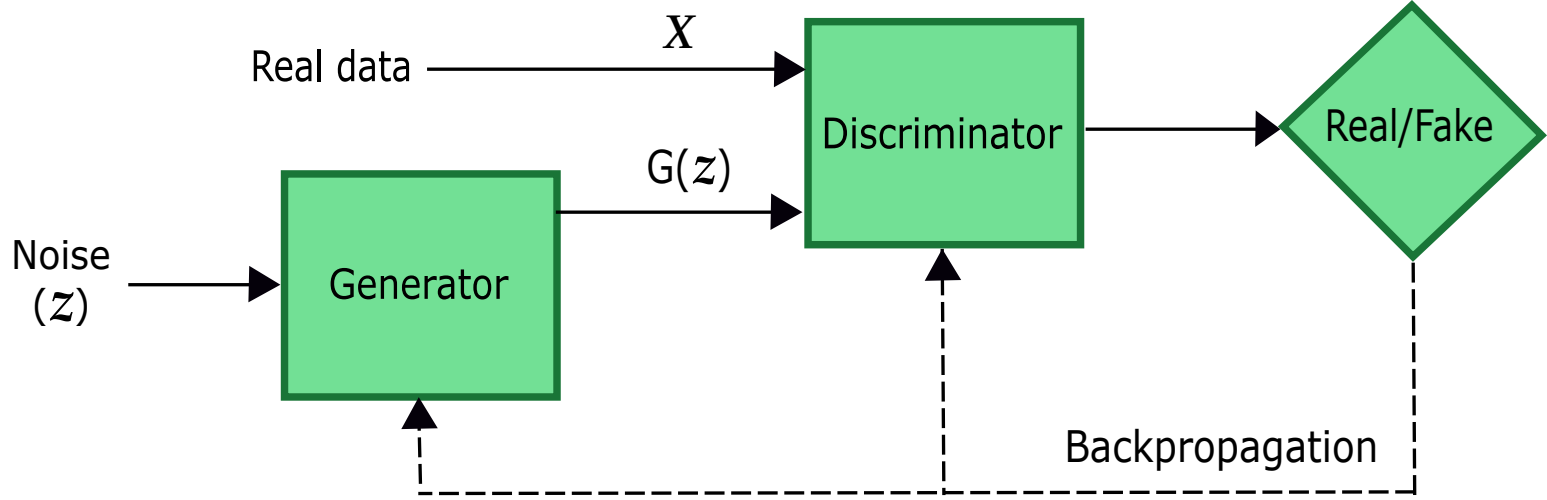 X
Real data
Discriminator
Real/Fake
G(z)
Noise
(z)
Generator
Backpropagation